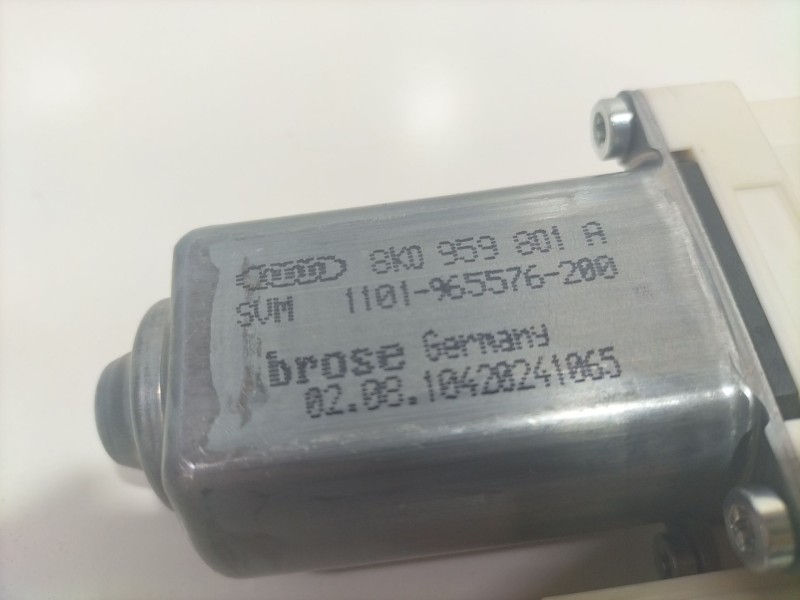 8K0 959 801 A
SVM 1101-965576-200
brose Germany
02.08.10420241065